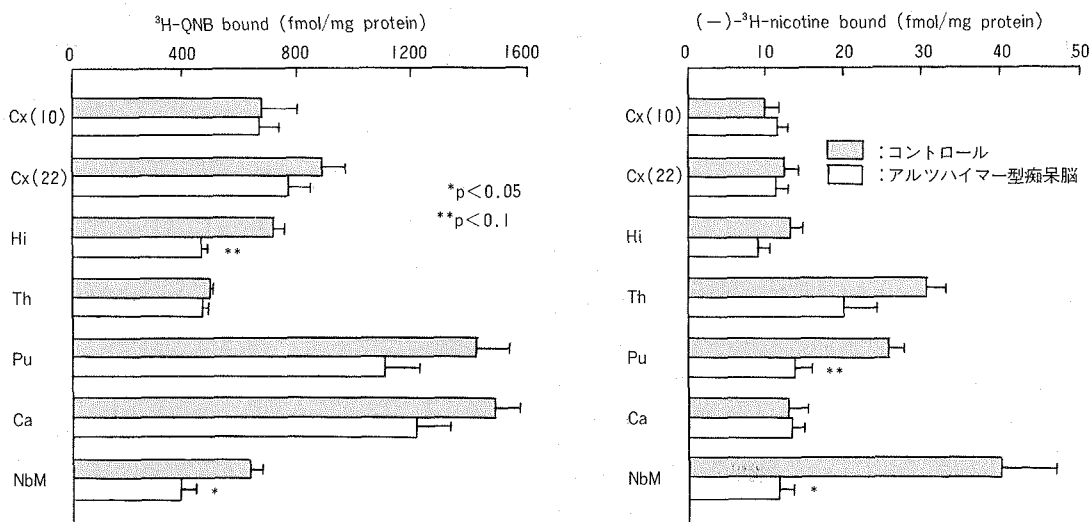 ³H-QNB bound (fmol/mg protein)
0 400 800 1200 1600
Cx(10)
Cx(22)
Hi
Th
Pu
Ca
NbM
*p<0.05
**p<0.1
**
*
(−)-³H-nicotine bound (fmol/mg protein)
0 10 20 30 40 50
Cx(10)
Cx(22)
Hi
Th
Pu
Ca
NbM
:コントロール
:アルツハイマー型痴呆脳
**
*